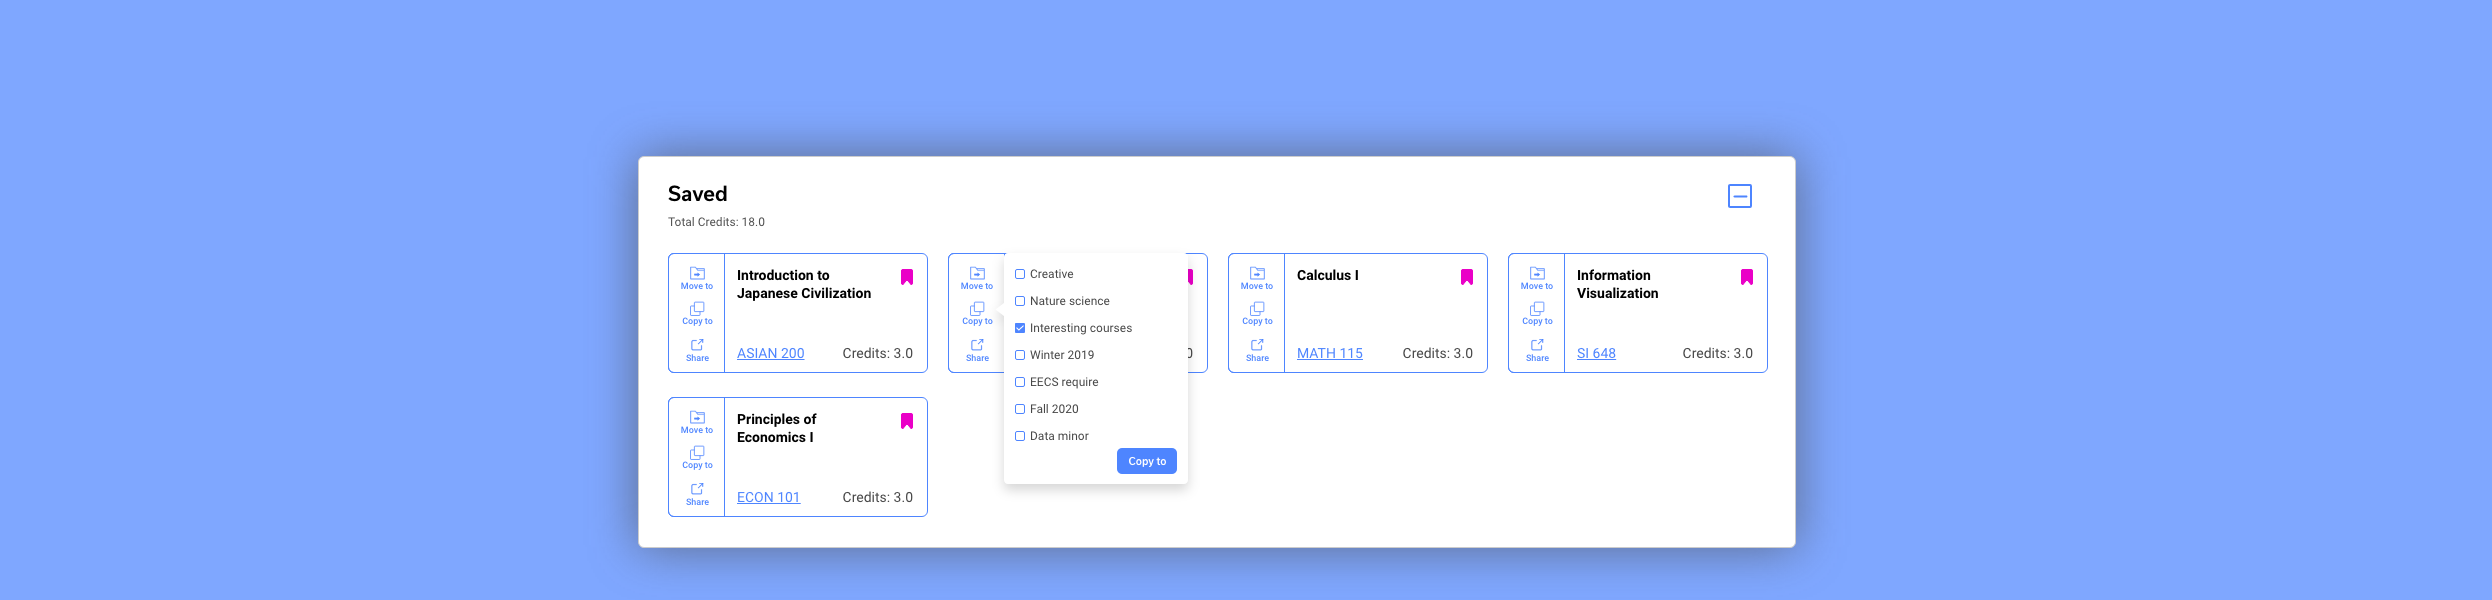 Saved
Total Credits: 18.0
Move to
Copy to
Share
Introduction to
Japanese Civilization
ASIAN 200
Credits: 3.0
Move to
Copy to
Share
Creative
Nature science
Interesting courses
Winter 2019
EECS require
Fall 2020
Data minor
Copy to
Move to
Copy to
Share
Calculus I
MATH 115
Credits: 3.0
Move to
Copy to
Share
Information
Visualization
SI 648
Credits: 3.0
Move to
Copy to
Share
Principles of
Economics I
ECON 101
Credits: 3.0